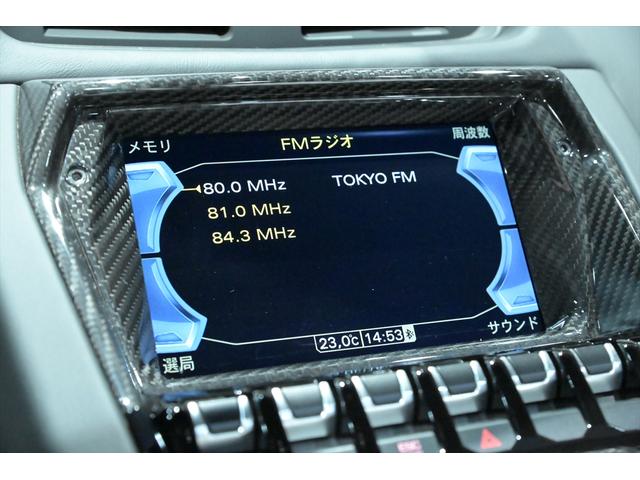 メモリ
FMラジオ
周波数
80.0 MHz TOKYO FM
81.0 MHz
84.3 MHz
23.0℃ 14:53
選局
サウンド